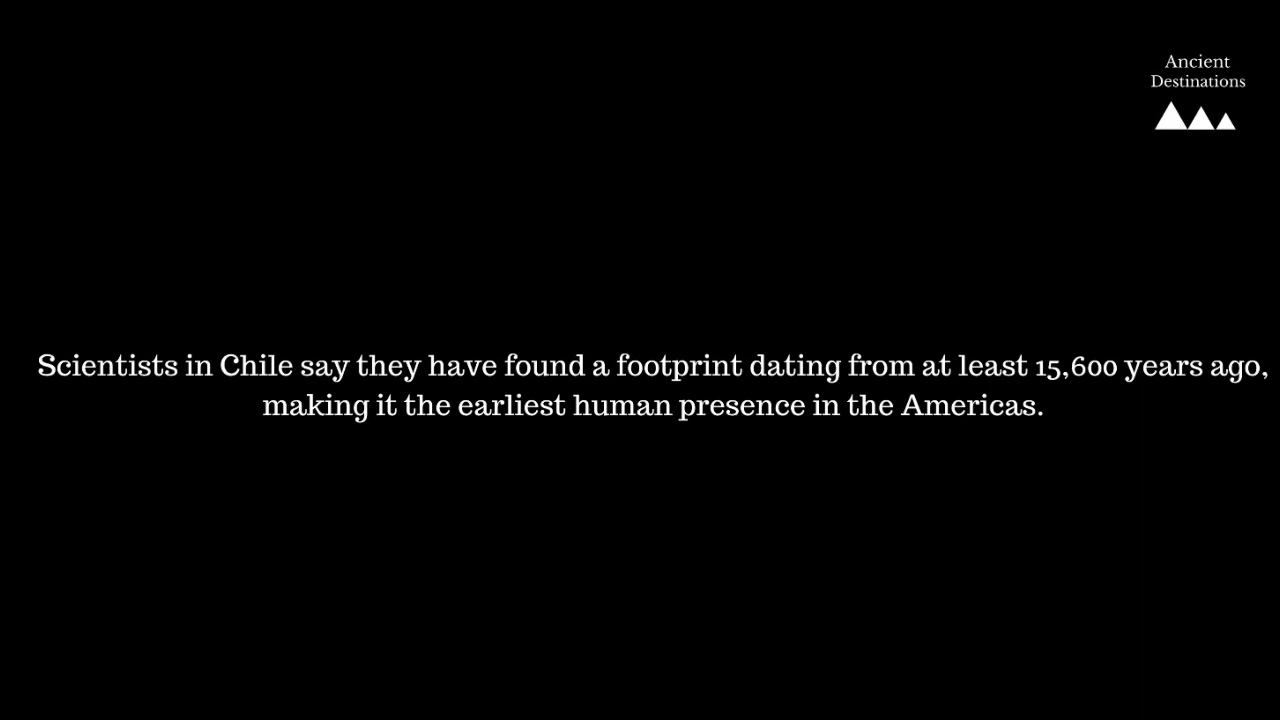 Ancient
Destinations
Scientists in Chile say they have found a footprint dating from at least 15,600 years ago,
making it the earliest human presence in the Americas.